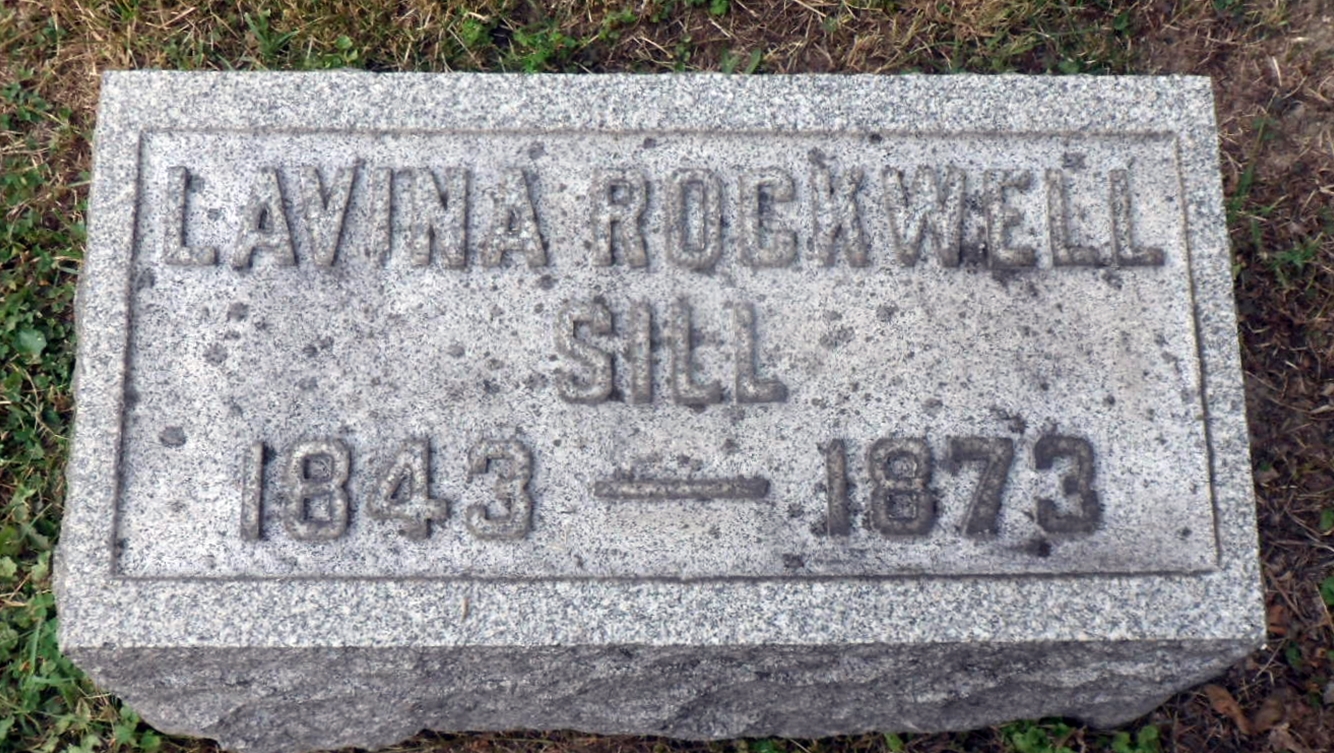 LAVINA ROCKWELL
SILL
1843 — 1873